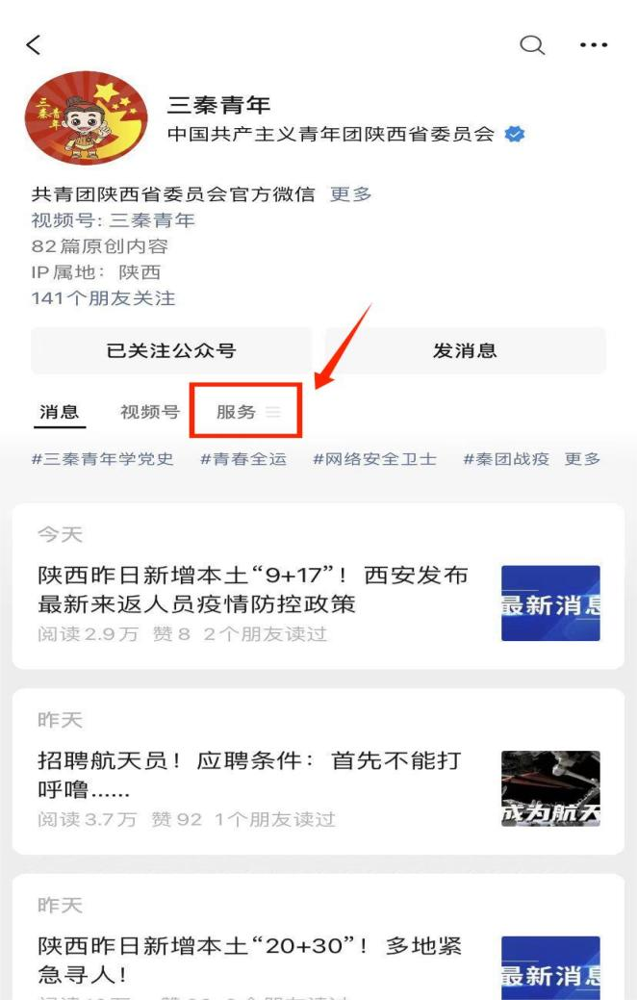 三秦青年
三秦青年
中国共产主义青年团陕西省委员会
共青团陕西省委员会官方微信 更多
视频号: 三秦青年
82篇原创内容
IP属地：陕西
141个朋友关注
已关注公众号 发消息
消息 视频号 服务
#三秦青年学党史 #青春全运 #网络安全卫士 #秦团战疫 更多
今天
陕西昨日新增本土“9+17”！西安发布
最新来返人员疫情防控政策
阅读2.9万 赞8 2个朋友读过
最新消息
昨天
招聘航天员！应聘条件：首先不能打
呼噜……
阅读3.7万 赞92 1个朋友读过
成为航天
昨天
陕西昨日新增本土“20+30”！多地紧
急寻人！
最新消息